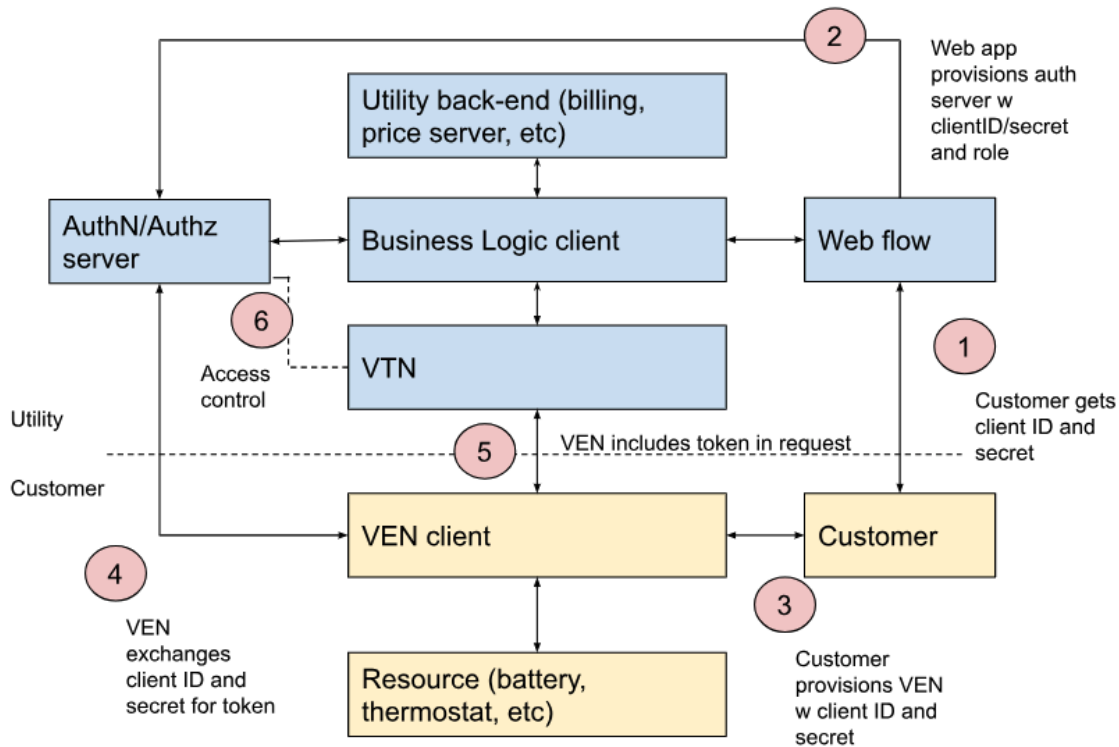 2
Web app
provisions auth
server w
clientID/secret
and role
Utility back-end (billing,
price server, etc)
AuthN/Authz
server
Business Logic client
Web flow
6
Access
control
VTN
1
Customer gets
client ID and
secret
Utility
5
VEN includes token in request
Customer
VEN client
Customer
4
VEN
exchanges
client ID and
secret for token
3
Customer
provisions VEN
w client ID and
secret
Resource (battery,
thermostat, etc)